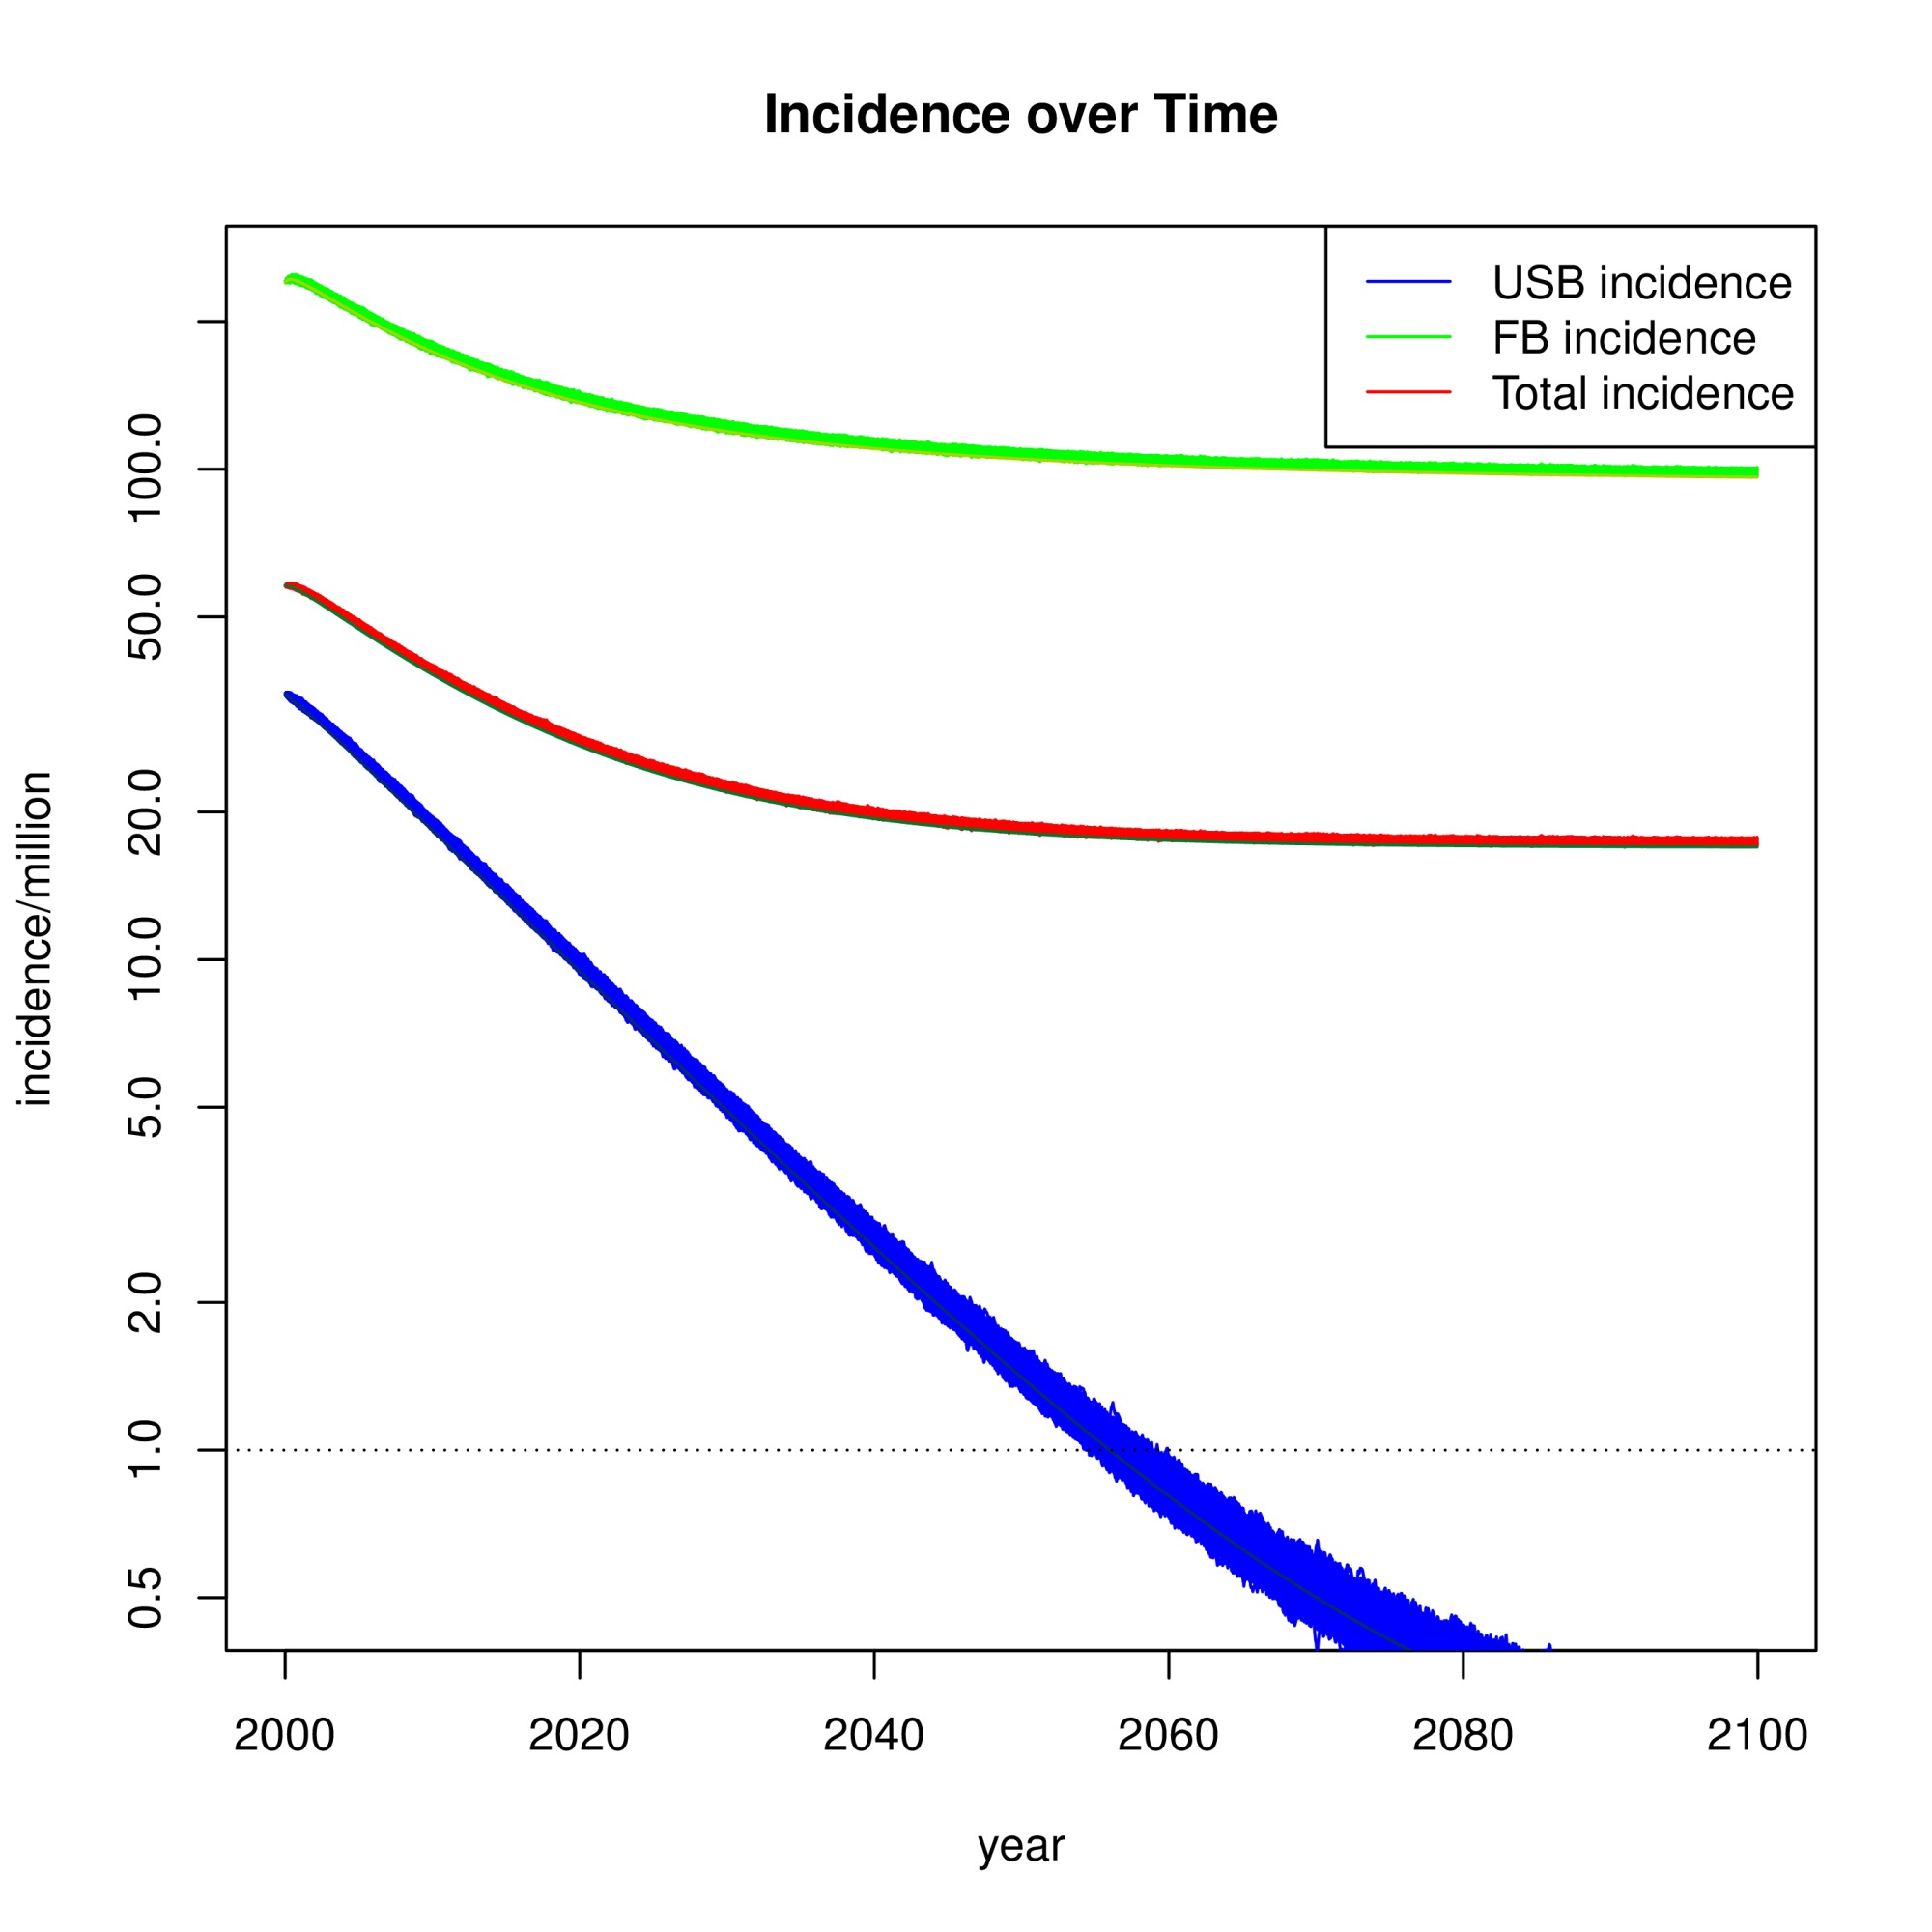 Incidence over Time
USB incidence
FB incidence
Total incidence
incidence/million
100.0
50.0
20.0
10.0
5.0
2.0
1.0
0.5
2000 2020 2040 2060 2080 2100
year